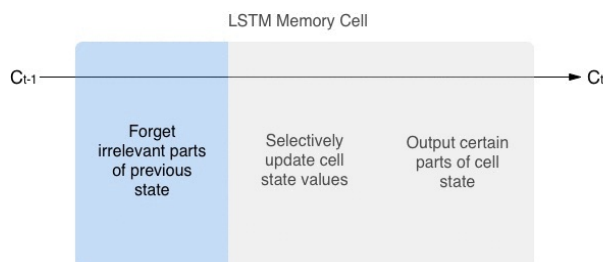 LSTM Memory Cell
Ct-1
Ct
Forget
irrelevant parts
of previous
state
Selectively
update cell
state values
Output certain
parts of cell
state